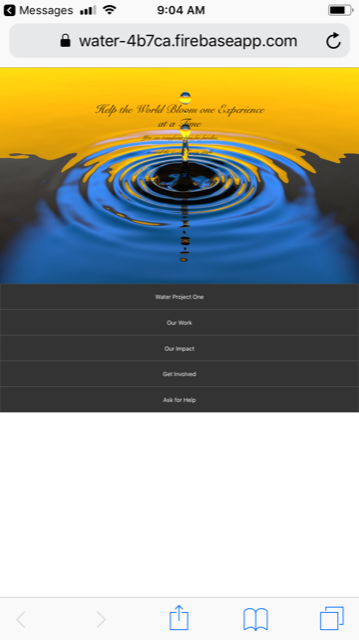 Messages
9:04 AM
water-4b7ca.firebaseapp.com
Help the World Bloom one Experience
at a Time
Water Project One
Our Work
Our Impact
Get Involved
Ask for Help